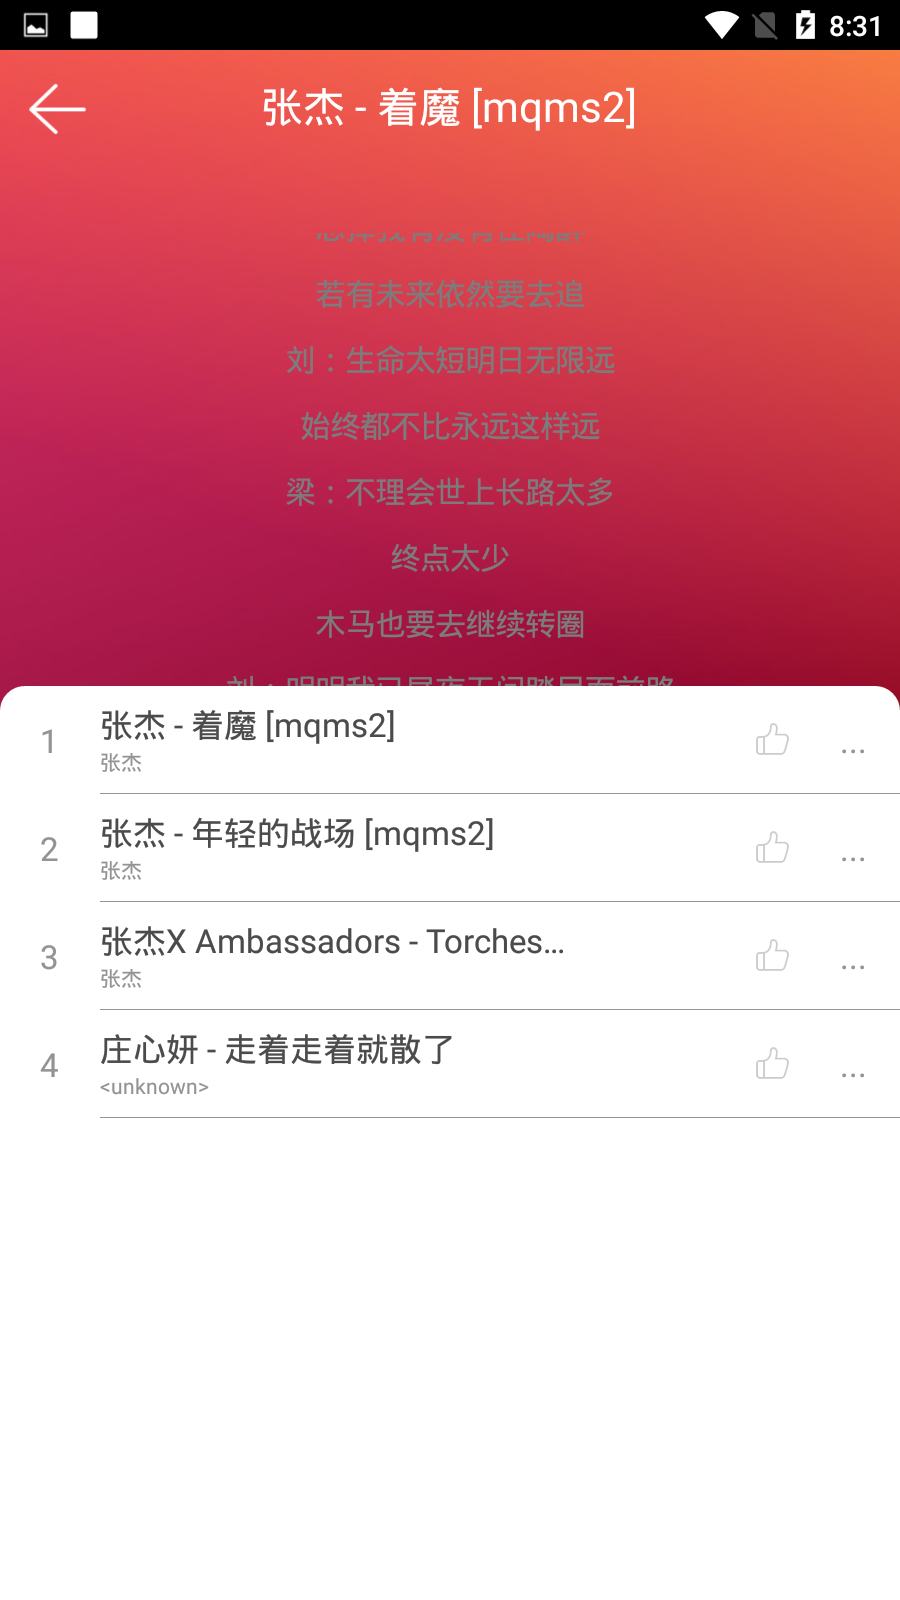 8:31
张杰 - 着魔 [mqms2]
若有未来依然要去追
刘：生命太短明日无限远
始终都不比永远这样远
梁：不理会世上长路太多
终点太少
木马也要去继续转圈
1
张杰 - 着魔 [mqms2]
张杰
...
2
张杰 - 年轻的战场 [mqms2]
张杰
...
3
张杰X Ambassadors - Torches...
张杰
...
4
庄心妍 - 走着走着就散了
<unknown>
...